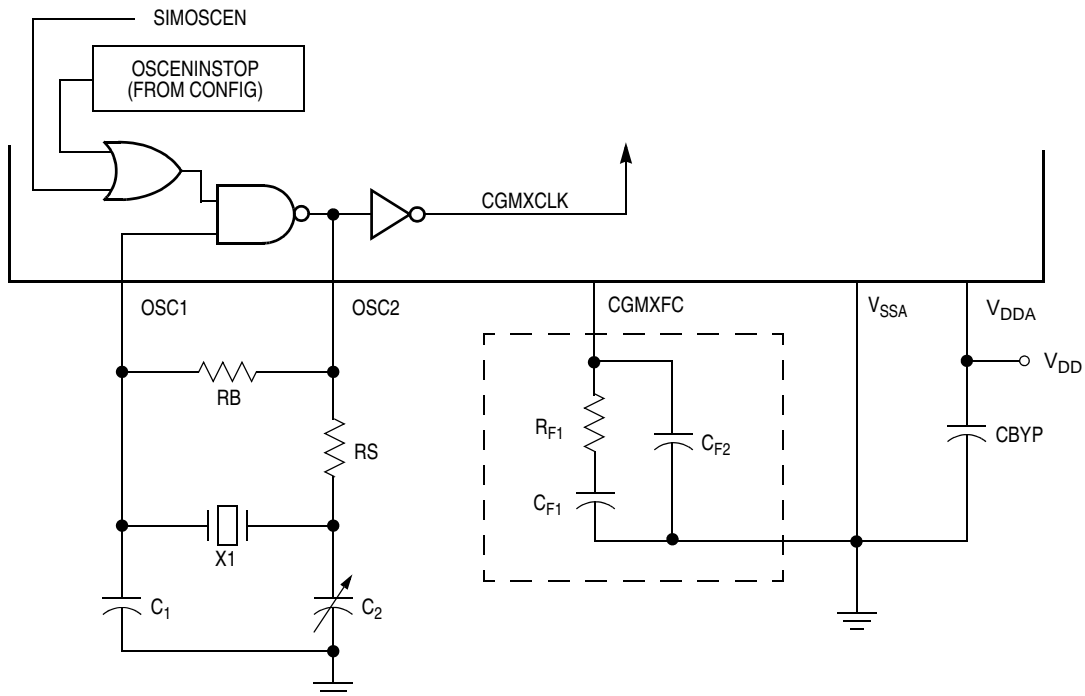 SIMOSCEN
OSCENINSTOP
(FROM CONFIG)
CGMXCLK
OSC1
OSC2
CGMXFC
VSSA
VDDA
VDD
RB
RS
RF1
CF2
CBYP
CF1
X1
C1
C2